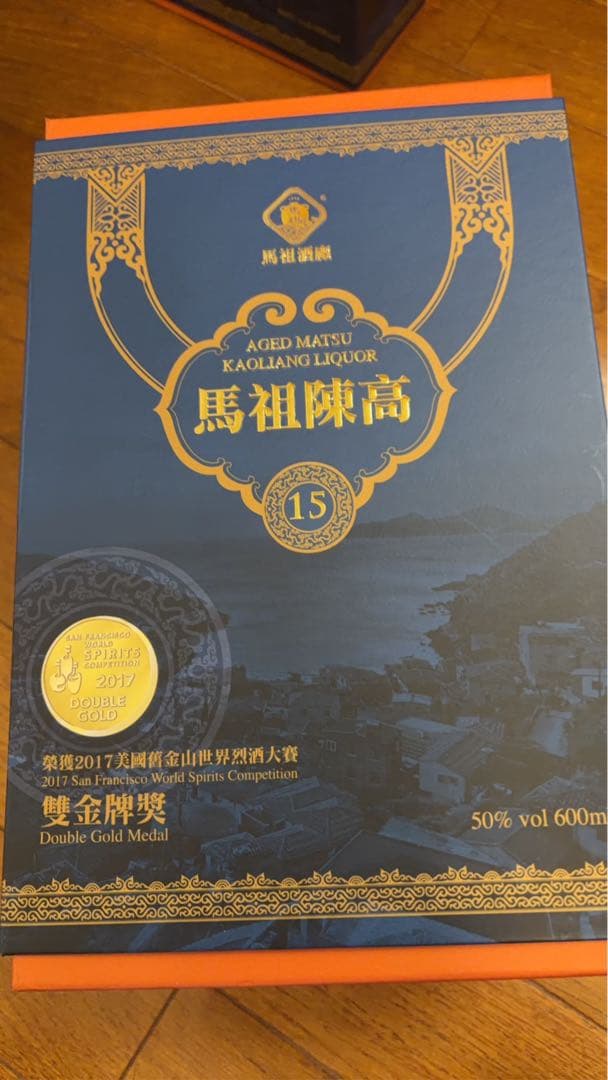 馬祖酒廠
AGED MATSU
KAOLIANG LIQUOR
馬祖陳高
15
SAN FRANCISCO
WORLD
SPIRITS
COMPETITION
2017
DOUBLE
GOLD
榮獲2017美國舊金山世界烈酒大賽
2017 San Francisco World Spirits Competition
雙金牌獎
Double Gold Medal
50% vol 600m